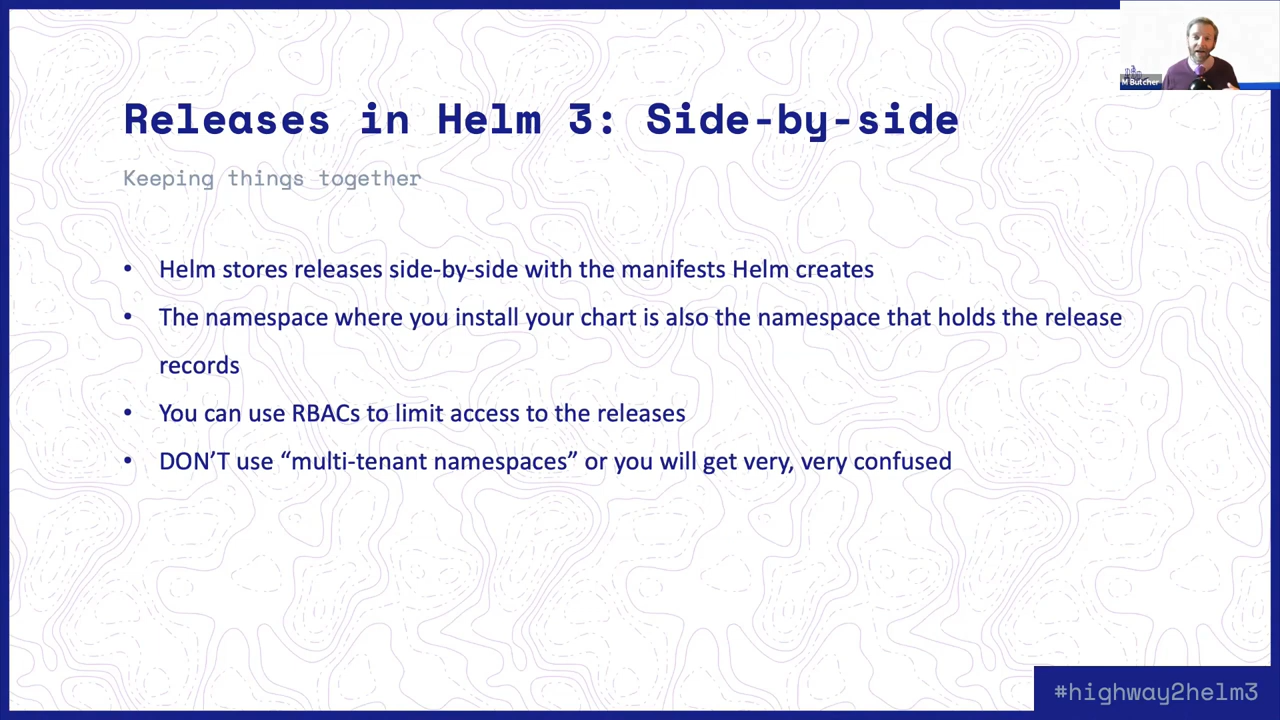 M Butcher
Releases in Helm 3: Side-by-side
Keeping things together
• Helm stores releases side-by-side with the manifests Helm creates
• The namespace where you install your chart is also the namespace that holds the release
records
• You can use RBACs to limit access to the releases
• DON’T use “multi-tenant namespaces” or you will get very, very confused
#highway2helm3